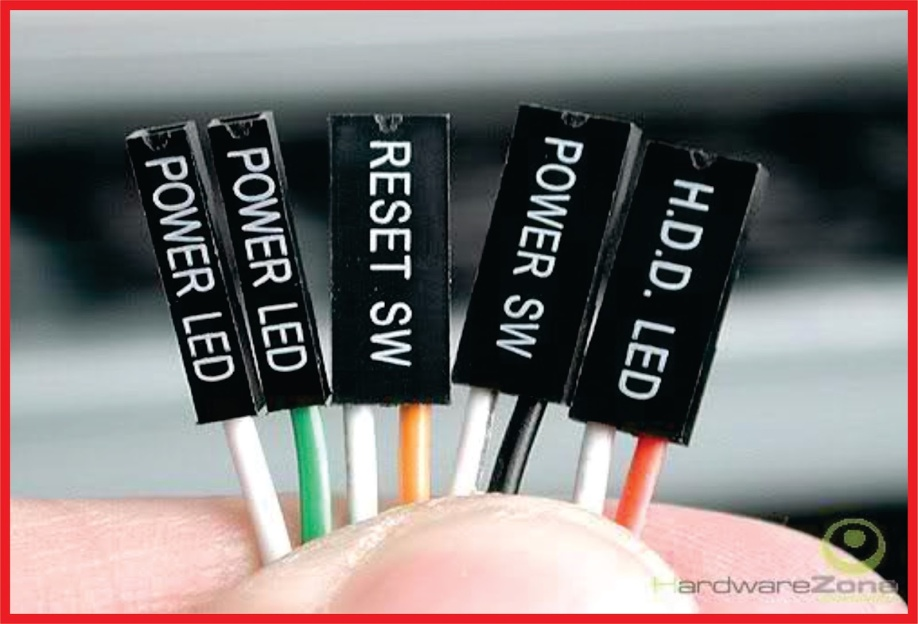 POWER LED
POWER LED
RESET SW
POWER SW
H.D.D. LED
HardwareZone